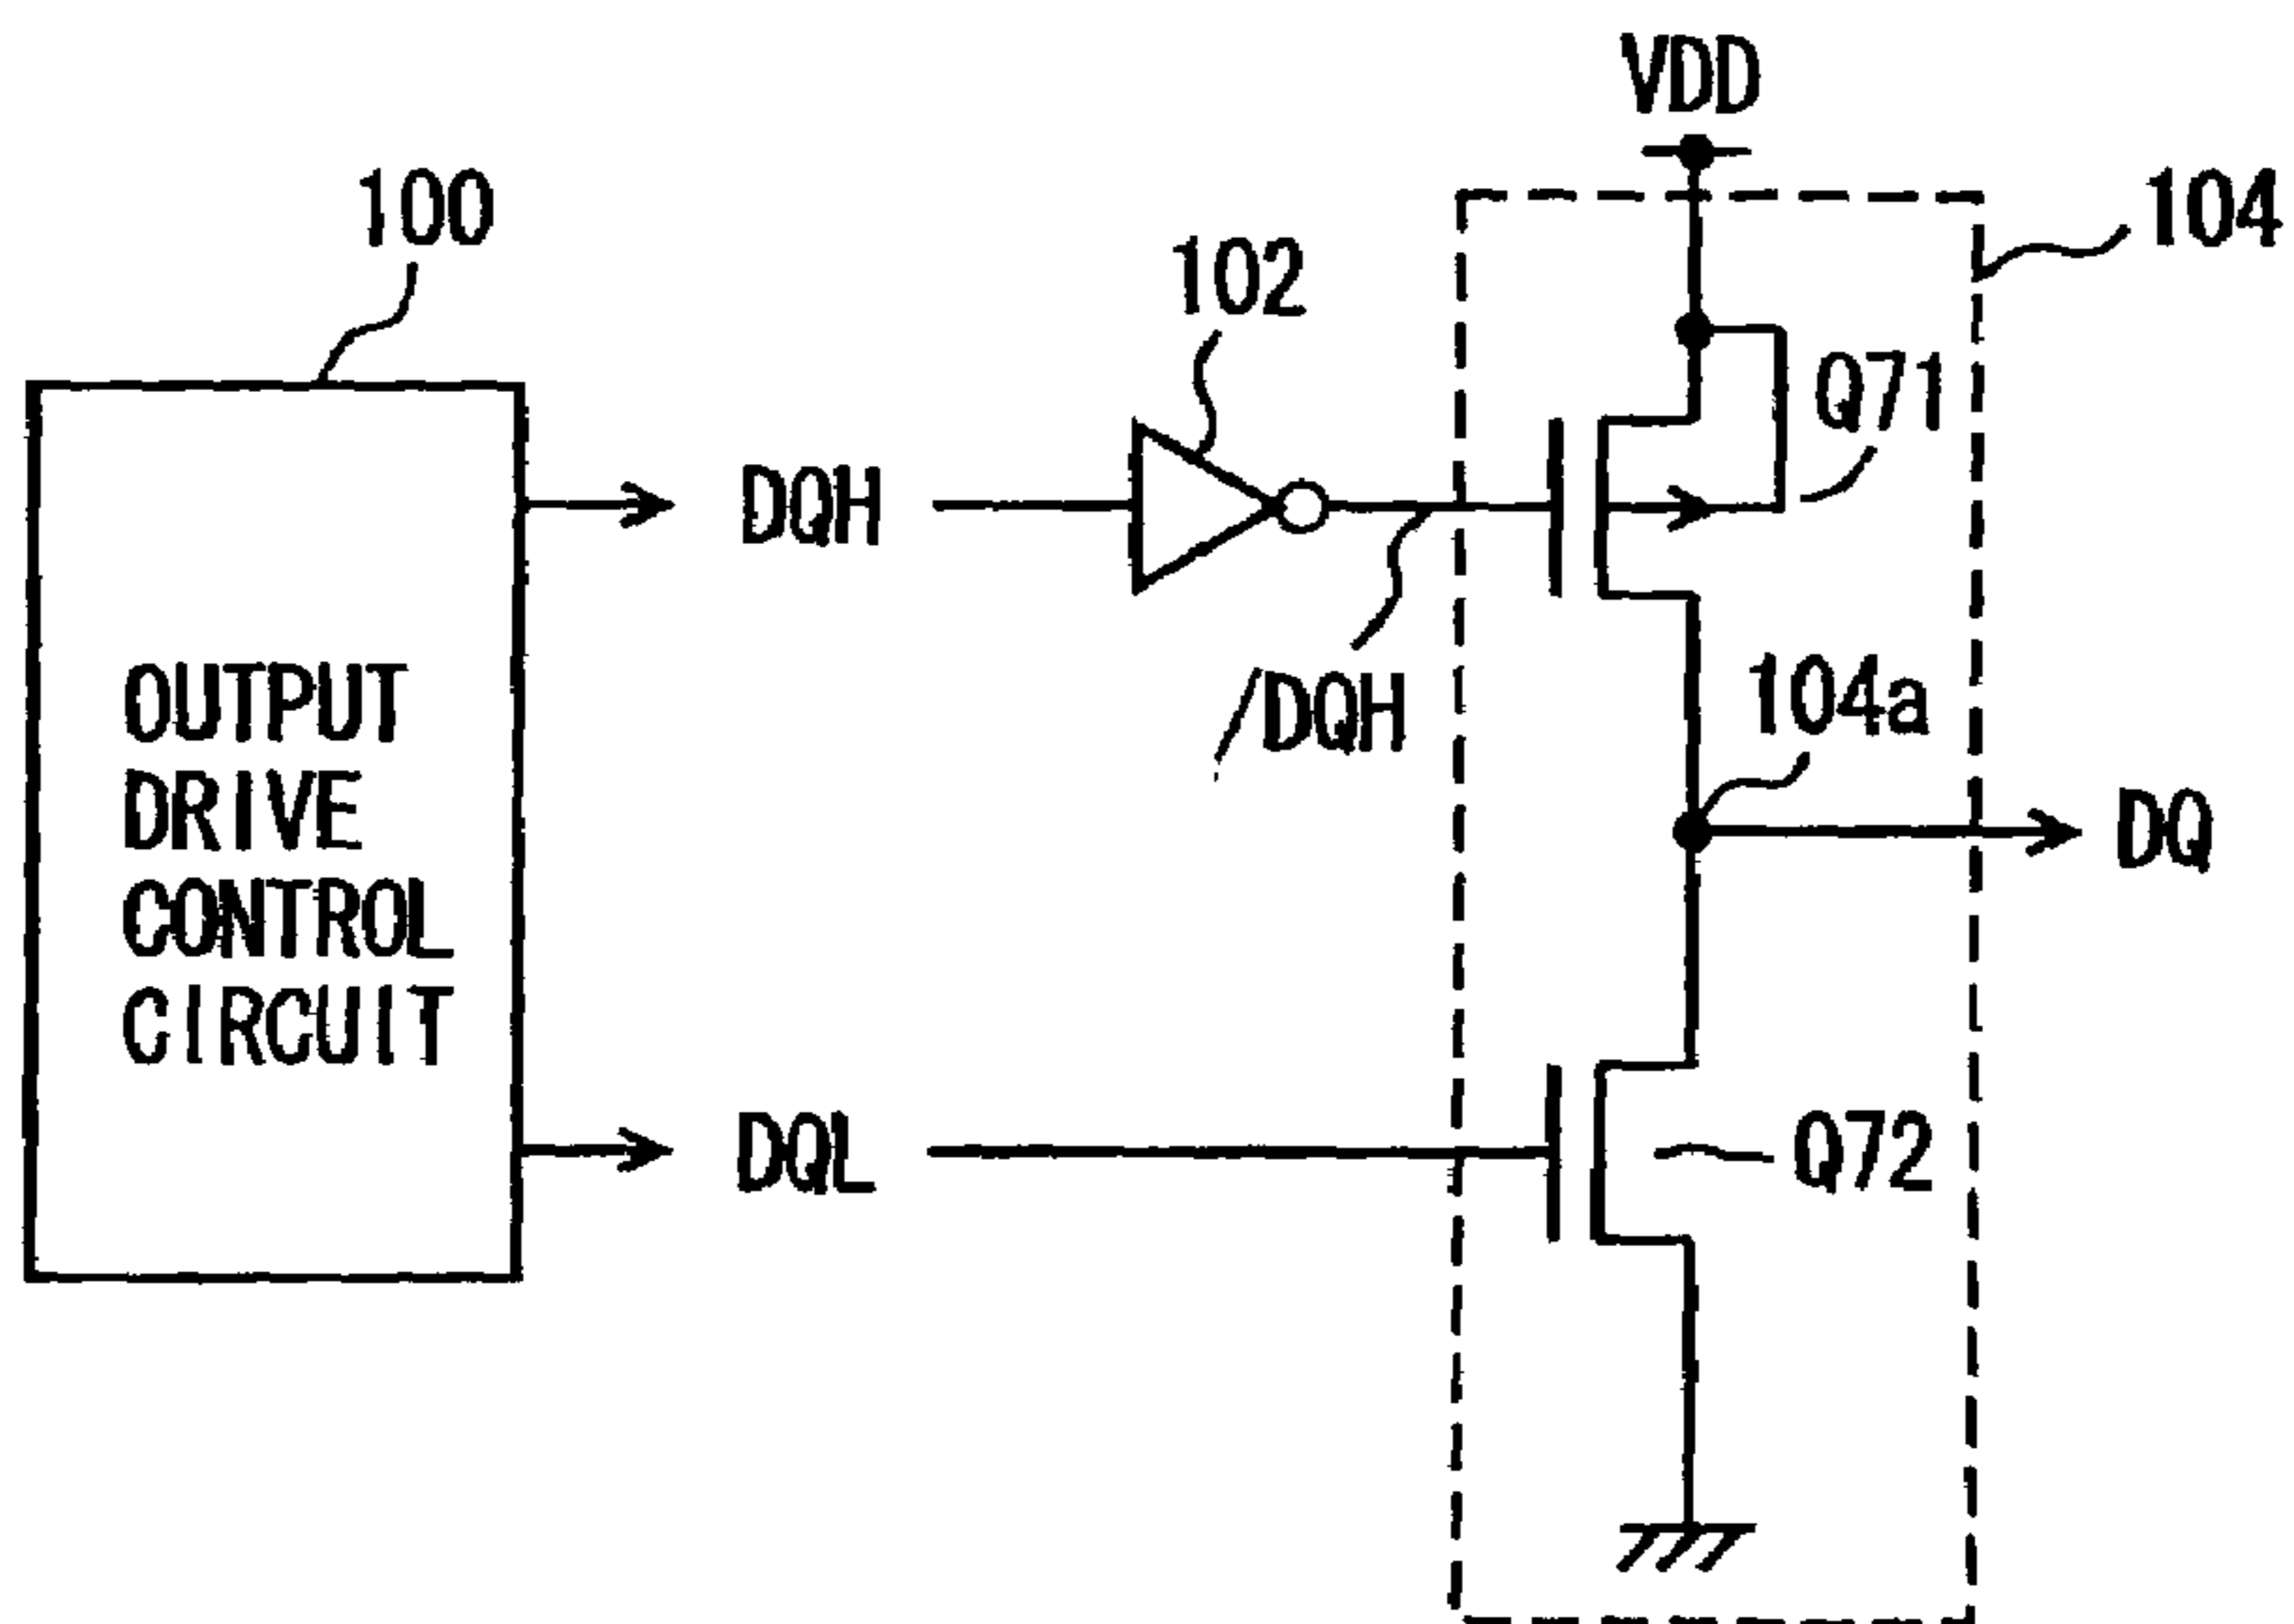 VDD
100
104
102
Q71
DQH
/DQH
OUTPUT
DRIVE
CONTROL
CIRCUIT
104a
DQ
DQL
Q72